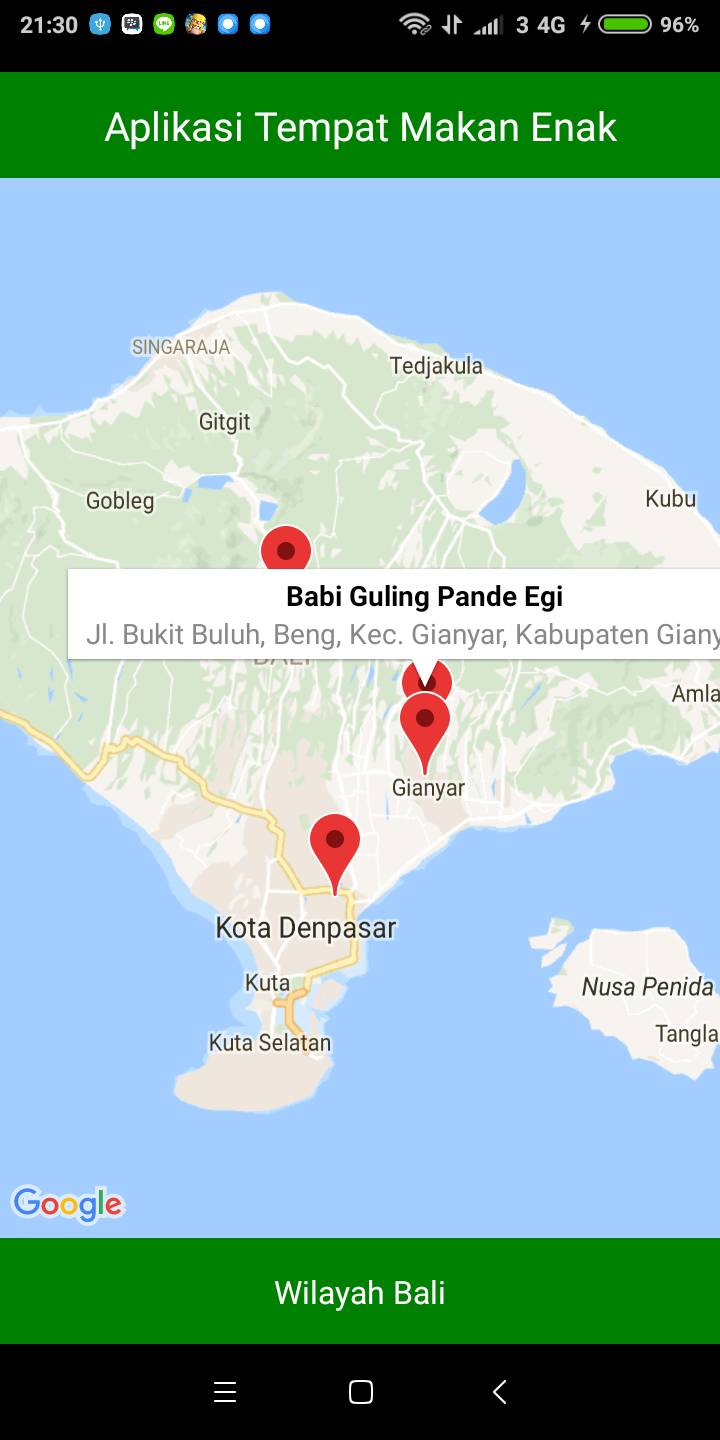 21:30
3 4G 96%
Aplikasi Tempat Makan Enak
SINGARAJA
Tedjakula
Gitgit
Gobleg
Kubu
Babi Guling Pande Egi
Jl. Bukit Buluh, Beng, Kec. Gianyar, Kabupaten Giany
Amla
Gianyar
Kota Denpasar
Kuta
Nusa Penida
Tangla
Kuta Selatan
Google
Wilayah Bali